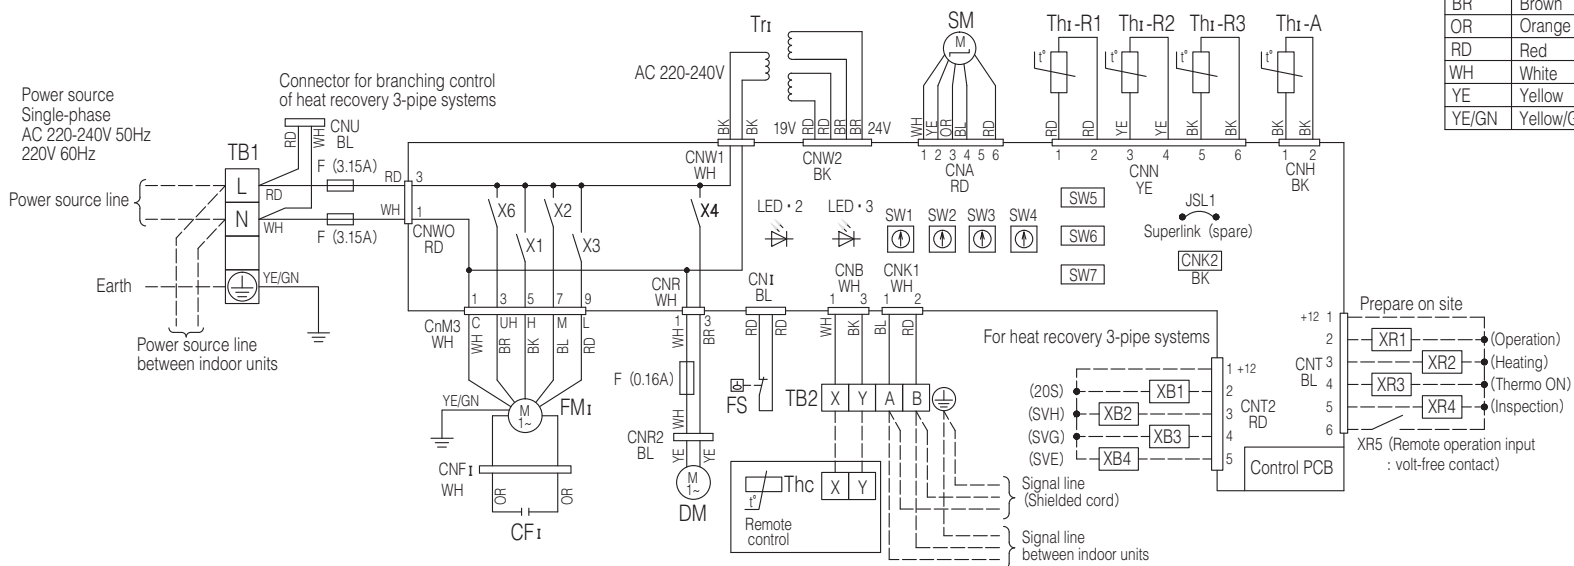 BR Brown
OR Orange
RD Red
WH White
YE Yellow
YE/GN
Power source
Single-phase
AC 220-240V 50Hz
220V 60Hz
Connector for branching control
of heat recovery 3-pipe systems
RD
WH
CNU
BL
TB1
L
N
RD
WH
F (3.15A)
F (3.15A)
RD 3
WH 1
CNWO
RD
Power source line
Earth
YE/GN
Power source line
between indoor units
TrI
AC 220-240V
BK
BK
CNW1
WH
19V
RD
RD
BR
BR
24V
CNW2
BK
SM
M
WH
YE
OR
BL
RD
1 2 3 4 5 6
CNA
RD
ThI-R1
ThI-R2
ThI-R3
ThI-A
t°
t°
t°
t°
RD
RD
YE
YE
BK
BK
BK
BK
1 2 3 4 5 6
CNN
YE
1 2
CNH
BK
X6
X1
X2
X3
X4
LED・2
LED・3
SW1
SW2
SW3
SW4
SW5
SW6
SW7
JSL1
Superlink (spare)
CNK2
BK
1 3 5 7 9
CnM3
WH
C UH H M L
WH
BR
BK
BL
RD
YE/GN
M
1~
FMI
CNFI
WH
OR
OR
CFI
CNR
WH
1 3
WH
BR
F (0.16A)
WH
CNR2
BL
YE
YE
M
1~
DM
CNI
BL
RD
RD
FS
CNB
WH
1 3
WH
BK
CNK1
WH
1 2
BL
RD
TB2
X Y A B
Thc
t°
X Y
Remote
control
Signal line
(Shielded cord)
Signal line
between indoor units
For heat recovery 3-pipe systems
(20S)
(SVH)
(SVG)
(SVE)
XB1
XB2
XB3
XB4
1 +12
2
3
4
5
CNT2
RD
Control PCB
Prepare on site
+12 1
2
3
4
5
6
CNT
BL
XR1
XR2
XR3
XR4
(Operation)
(Heating)
(Thermo ON)
(Inspection)
XR5 (Remote operation input
: volt-free contact)